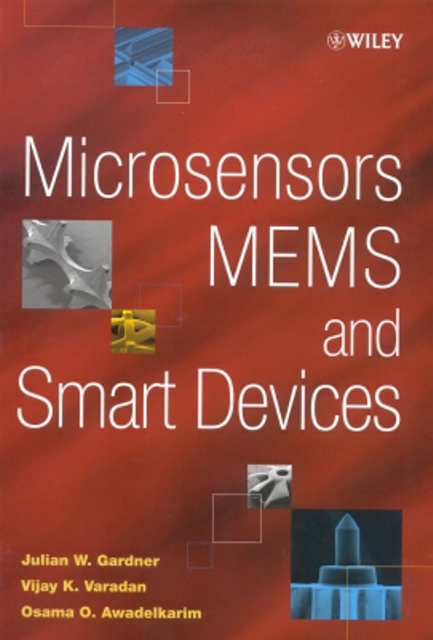 WILEY
Microsensors
MEMS
and
Smart Devices
Julian W. Gardner
Vijay K. Varadan
Osama O. Awadelkarim